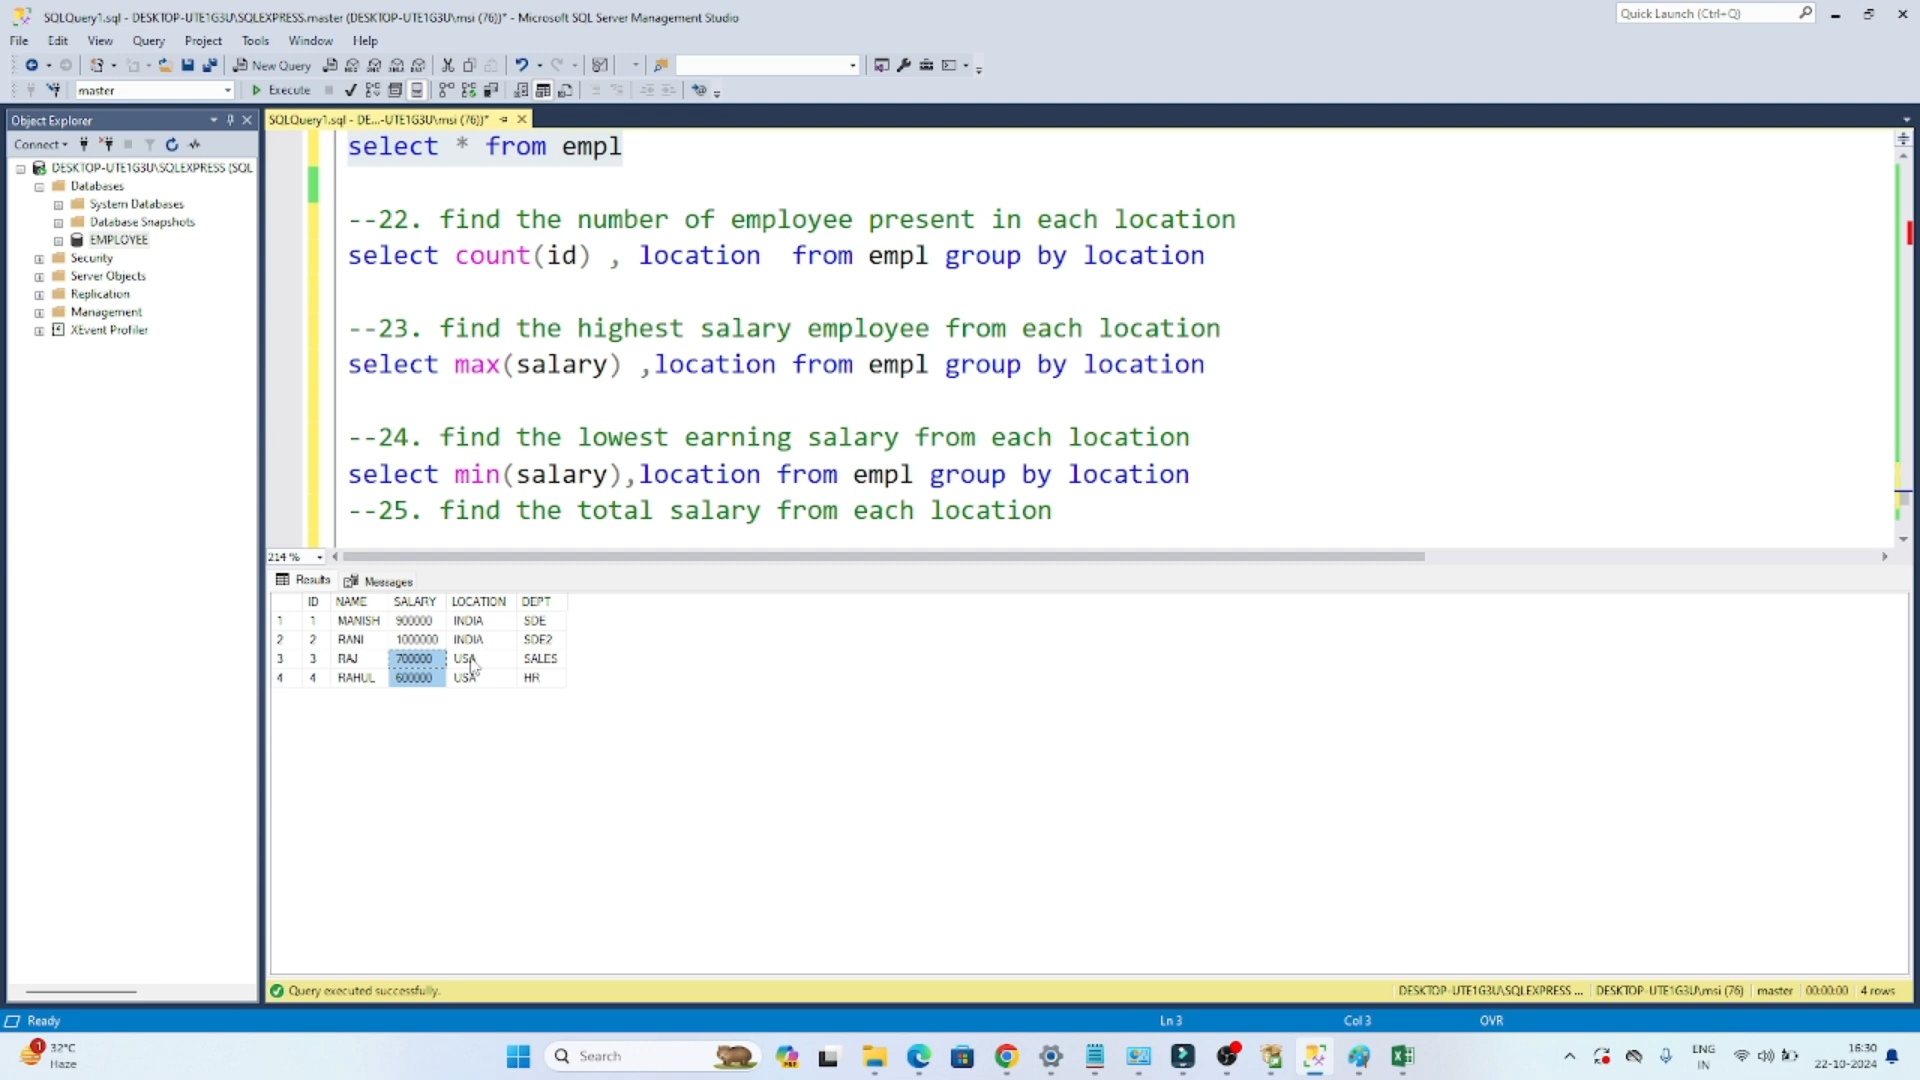 SQLQuery1.sql - DESKTOP-UTE1G3U\SQLEXPRESS.master (DESKTOP-UTE1G3U\msi (76))* - Microsoft SQL Server Management Studio
Quick Launch (Ctrl+Q)
File Edit View Query Project Tools Window Help
New Query
master
Execute
Object Explorer
SQLQuery1.sql - DE...-UTE1G3U\msi (76))*
Connect
DESKTOP-UTE1G3U\SQLEXPRESS (SQL
Databases
System Databases
Database Snapshots
EMPLOYEE
Security
Server Objects
Replication
Management
XEvent Profiler
select * from empl
--22. find the number of employee present in each location
select count(id) , location  from empl group by location
--23. find the highest salary employee from each location
select max(salary) ,location from empl group by location
--24. find the lowest earning salary from each location
select min(salary),location from empl group by location
--25. find the total salary from each location
214 %
Results Messages
ID NAME SALARY LOCATION DEPT
1 1 MANISH 900000 INDIA SDE
2 2 RANI 1000000 INDIA SDE2
3 3 RAJ 700000 USA SALES
4 4 RAHUL 600000 USA HR
Query executed successfully.
DESKTOP-UTE1G3U\SQLEXPRESS ... DESKTOP-UTE1G3U\msi (76) master 00:00:00 4 rows
Ready
Ln 3 Col 3 OVR
1
32°C
Haze
Search
ENG
IN
16:30
22-10-2024